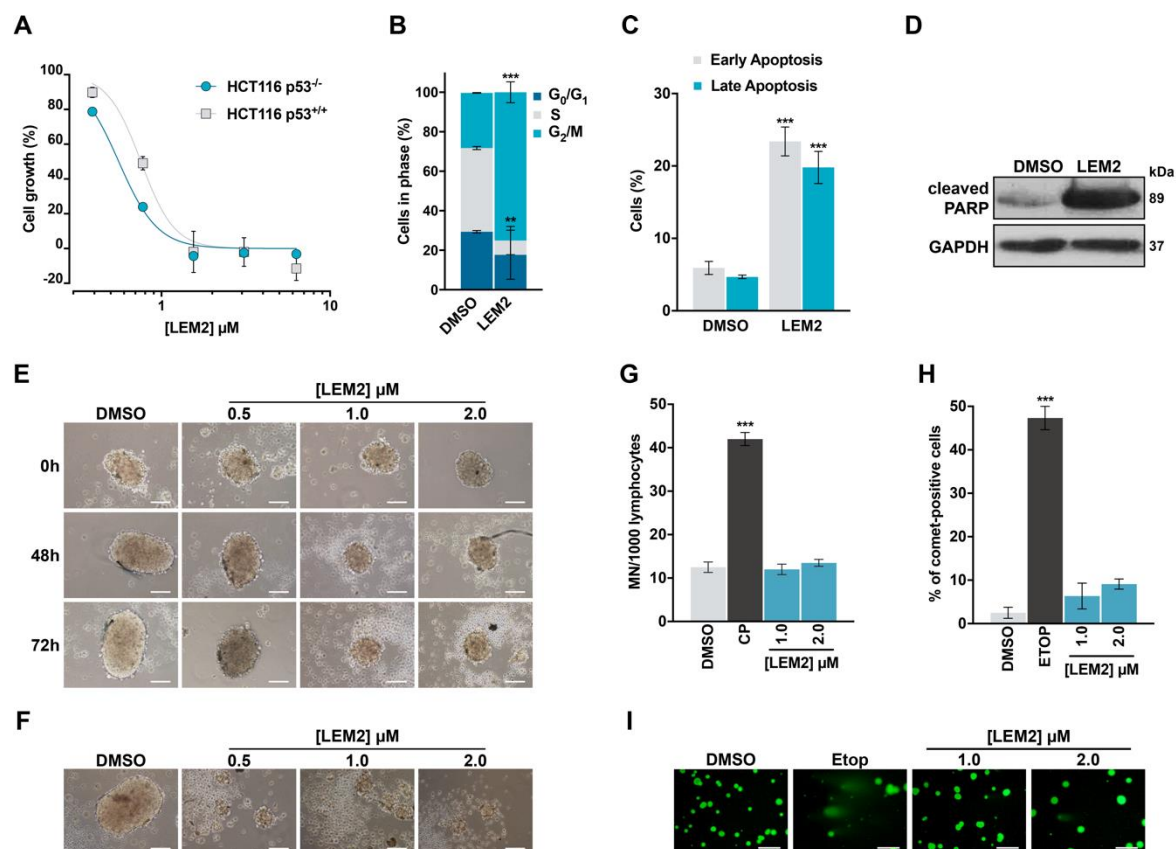 A
Cell growth (%)
100
80
60
40
20
0
-20
1
10
[LEM2] µM
HCT116 p53-/-
HCT116 p53+/+
B
Cells in phase (%)
100
80
60
40
20
0
***
**
DMSO
LEM2
G0/G1
S
G2/M
C
Early Apoptosis
Late Apoptosis
Cells (%)
30
20
10
0
***
***
DMSO
LEM2
D
DMSO LEM2 kDa
cleaved
PARP
89
GAPDH
37
E
[LEM2] µM
DMSO 0.5 1.0 2.0
0h
48h
72h
G
MN/1000 lymphocytes
50
40
30
20
10
0
***
DMSO
CP
1.0
2.0
[LEM2] µM
H
% of comet-positive cells
50
40
30
20
10
0
***
DMSO
ETOP
1.0
2.0
[LEM2] µM
F
[LEM2] µM
DMSO 0.5 1.0 2.0
I
[LEM2] µM
DMSO Etop 1.0 2.0